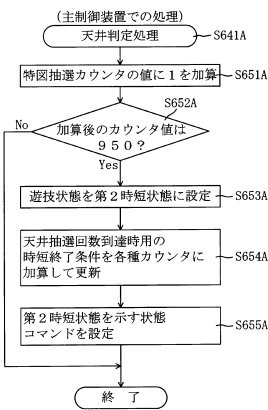 (主制御装置での処理)
天井判定処理
S641A
特図抽選カウンタの値に1を加算
S651A
S652A
加算後のカウンタ値は
950?
No
Yes
遊技状態を第2時短状態に設定
S653A
天井抽選回数到達時用の
時短終了条件を各種カウンタに
加算して更新
S654A
第2時短状態を示す状態
コマンドを設定
S655A
終 了